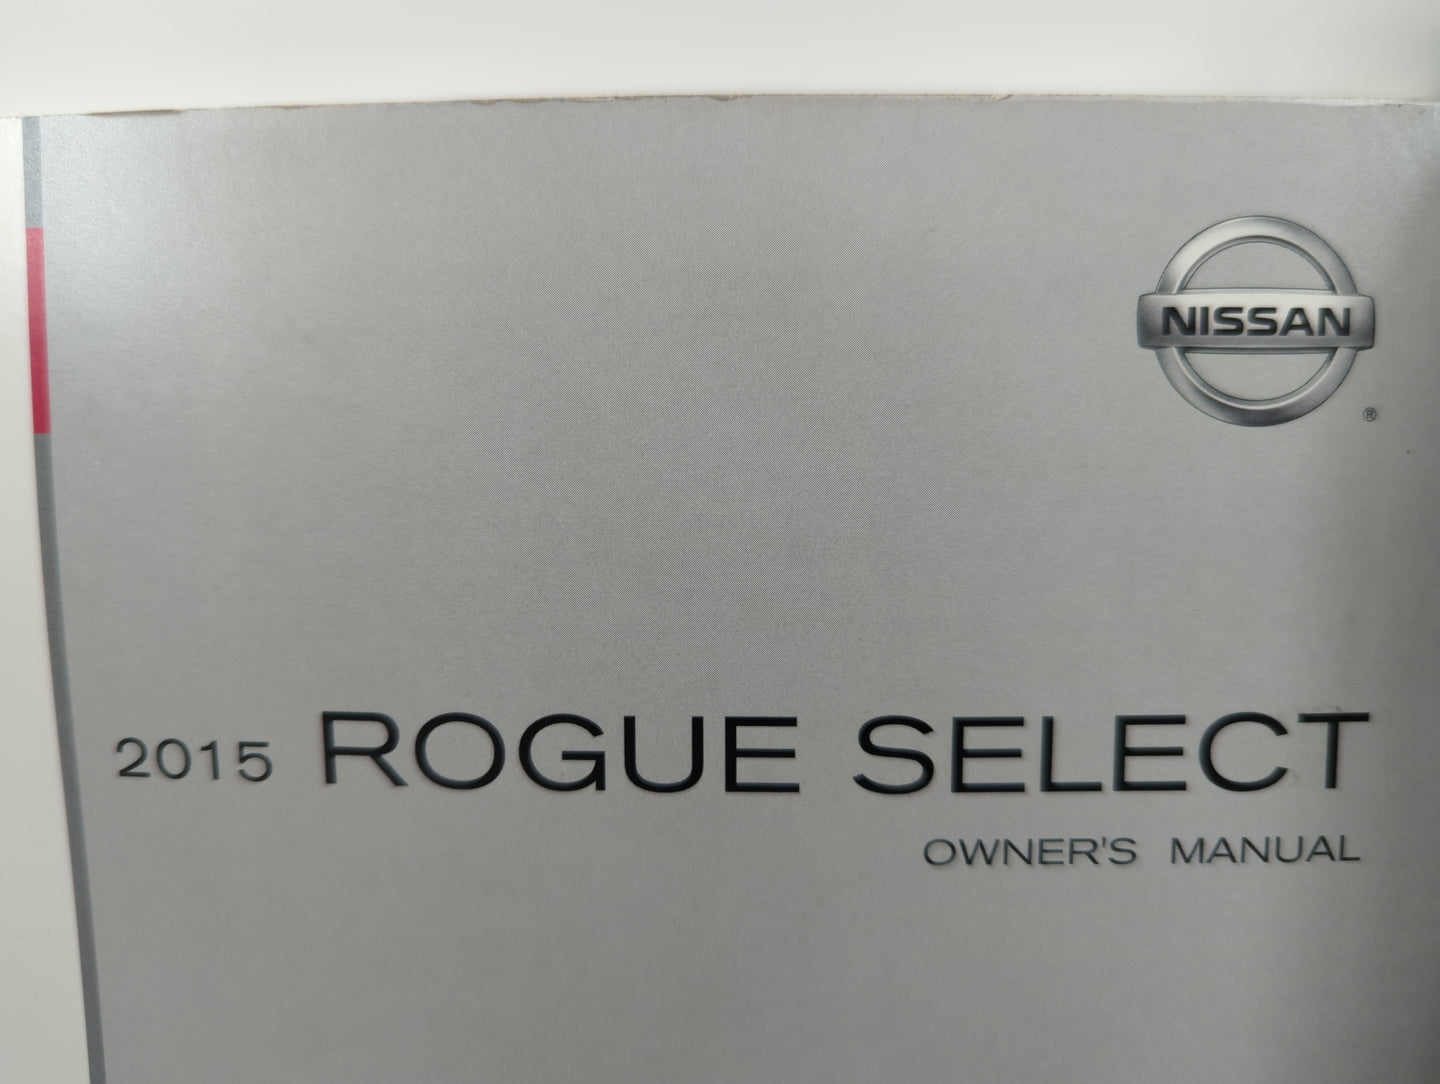 NISSAN
®
2015 ROGUE SELECT
OWNER'S MANUAL